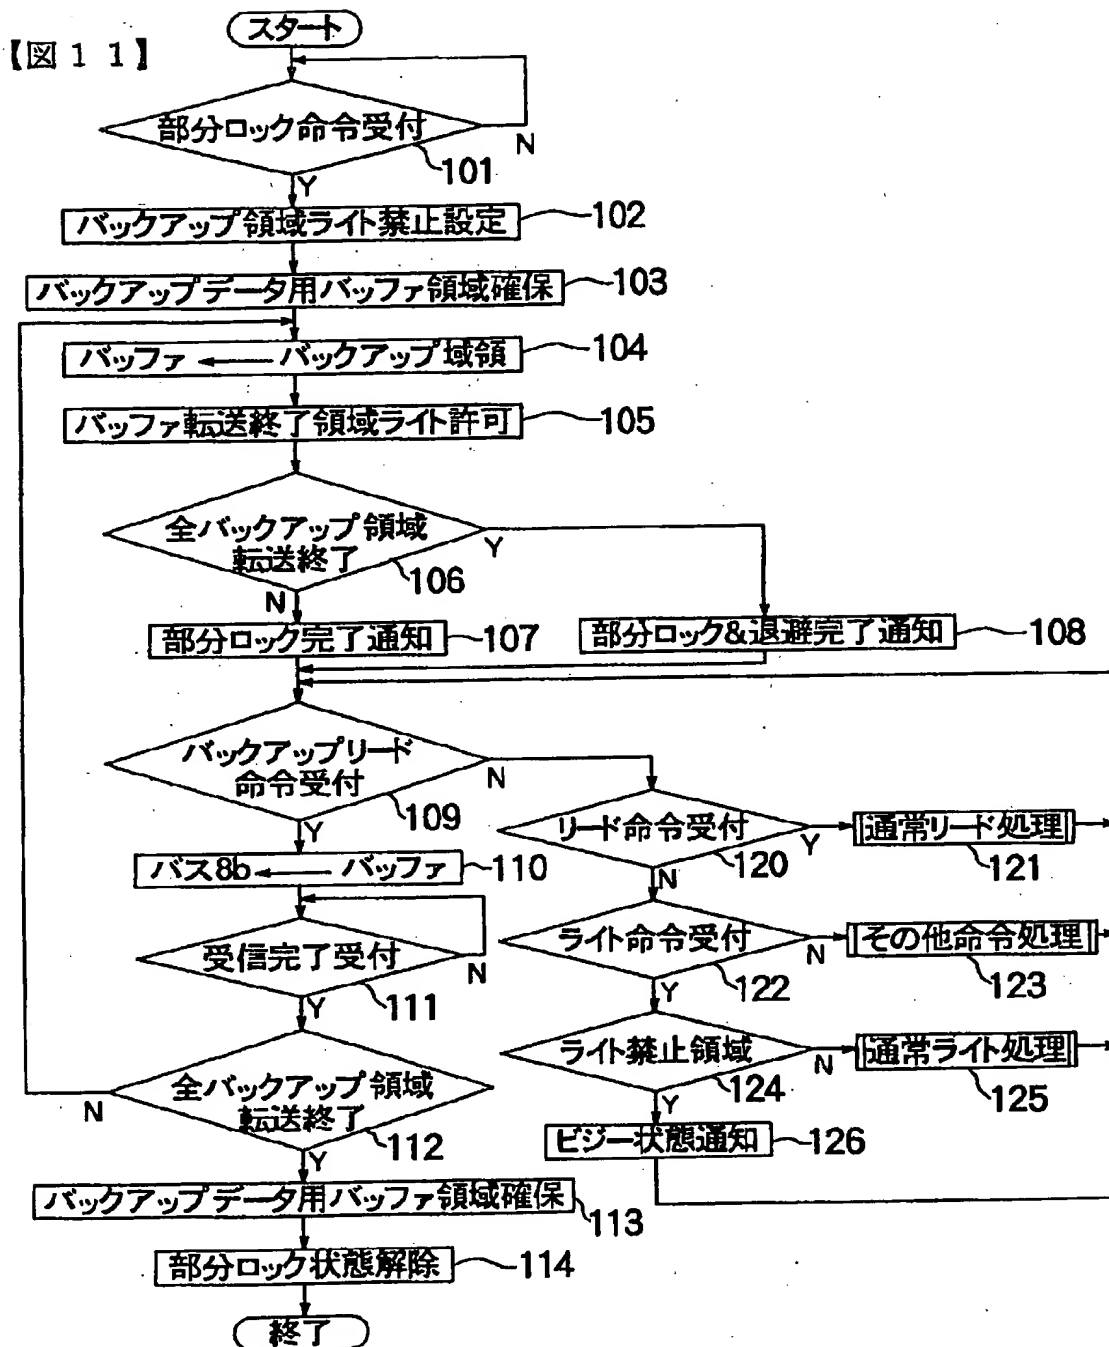 【図11】
スタート
部分ロック命令受付
N
101
Y
バックアップ領域ライト禁止設定
102
バックアップデータ用バッファ領域確保
103
バッファ ← バックアップ域領
104
バッファ転送終了領域ライト許可
105
全バックアップ領域
転送終了
Y
106
N
部分ロック完了通知
107
部分ロック&退避完了通知
108
バックアップリード
命令受付
N
109
Y
リード命令受付
Y
120
N
通常リード処理
121
バス8b ← バッファ
110
受信完了受付
N
111
Y
ライト命令受付
N
122
Y
その他命令処理
123
ライト禁止領域
N
124
Y
通常ライト処理
125
全バックアップ領域
転送終了
N
112
Y
ビジー状態通知
126
バックアップデータ用バッファ領域確保
113
部分ロック状態解除
114
終了